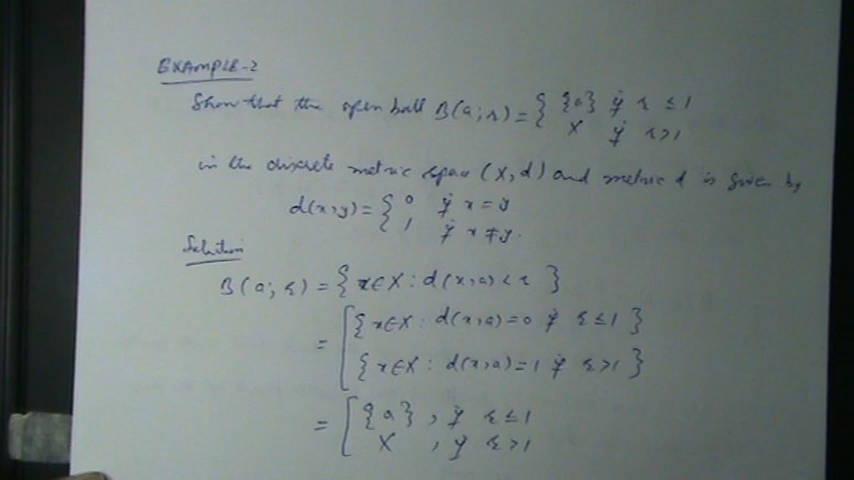 EXAMPLE-2
Show that the open ball B(a; r) = { {a} if r ≤ 1
X if r > 1
in the discrete metric space (X, d) and metric d is given by
d(x, y) = { 0 if x = y
1 if x ≠ y.
Solution
B(a; r) = { x ∈ X : d(x, a) < r }
= [ { x ∈ X : d(x, a) = 0 if r ≤ 1 }
{ x ∈ X : d(x, a) = 1 if r > 1 }
= [ {a} , if r ≤ 1
X , if r > 1